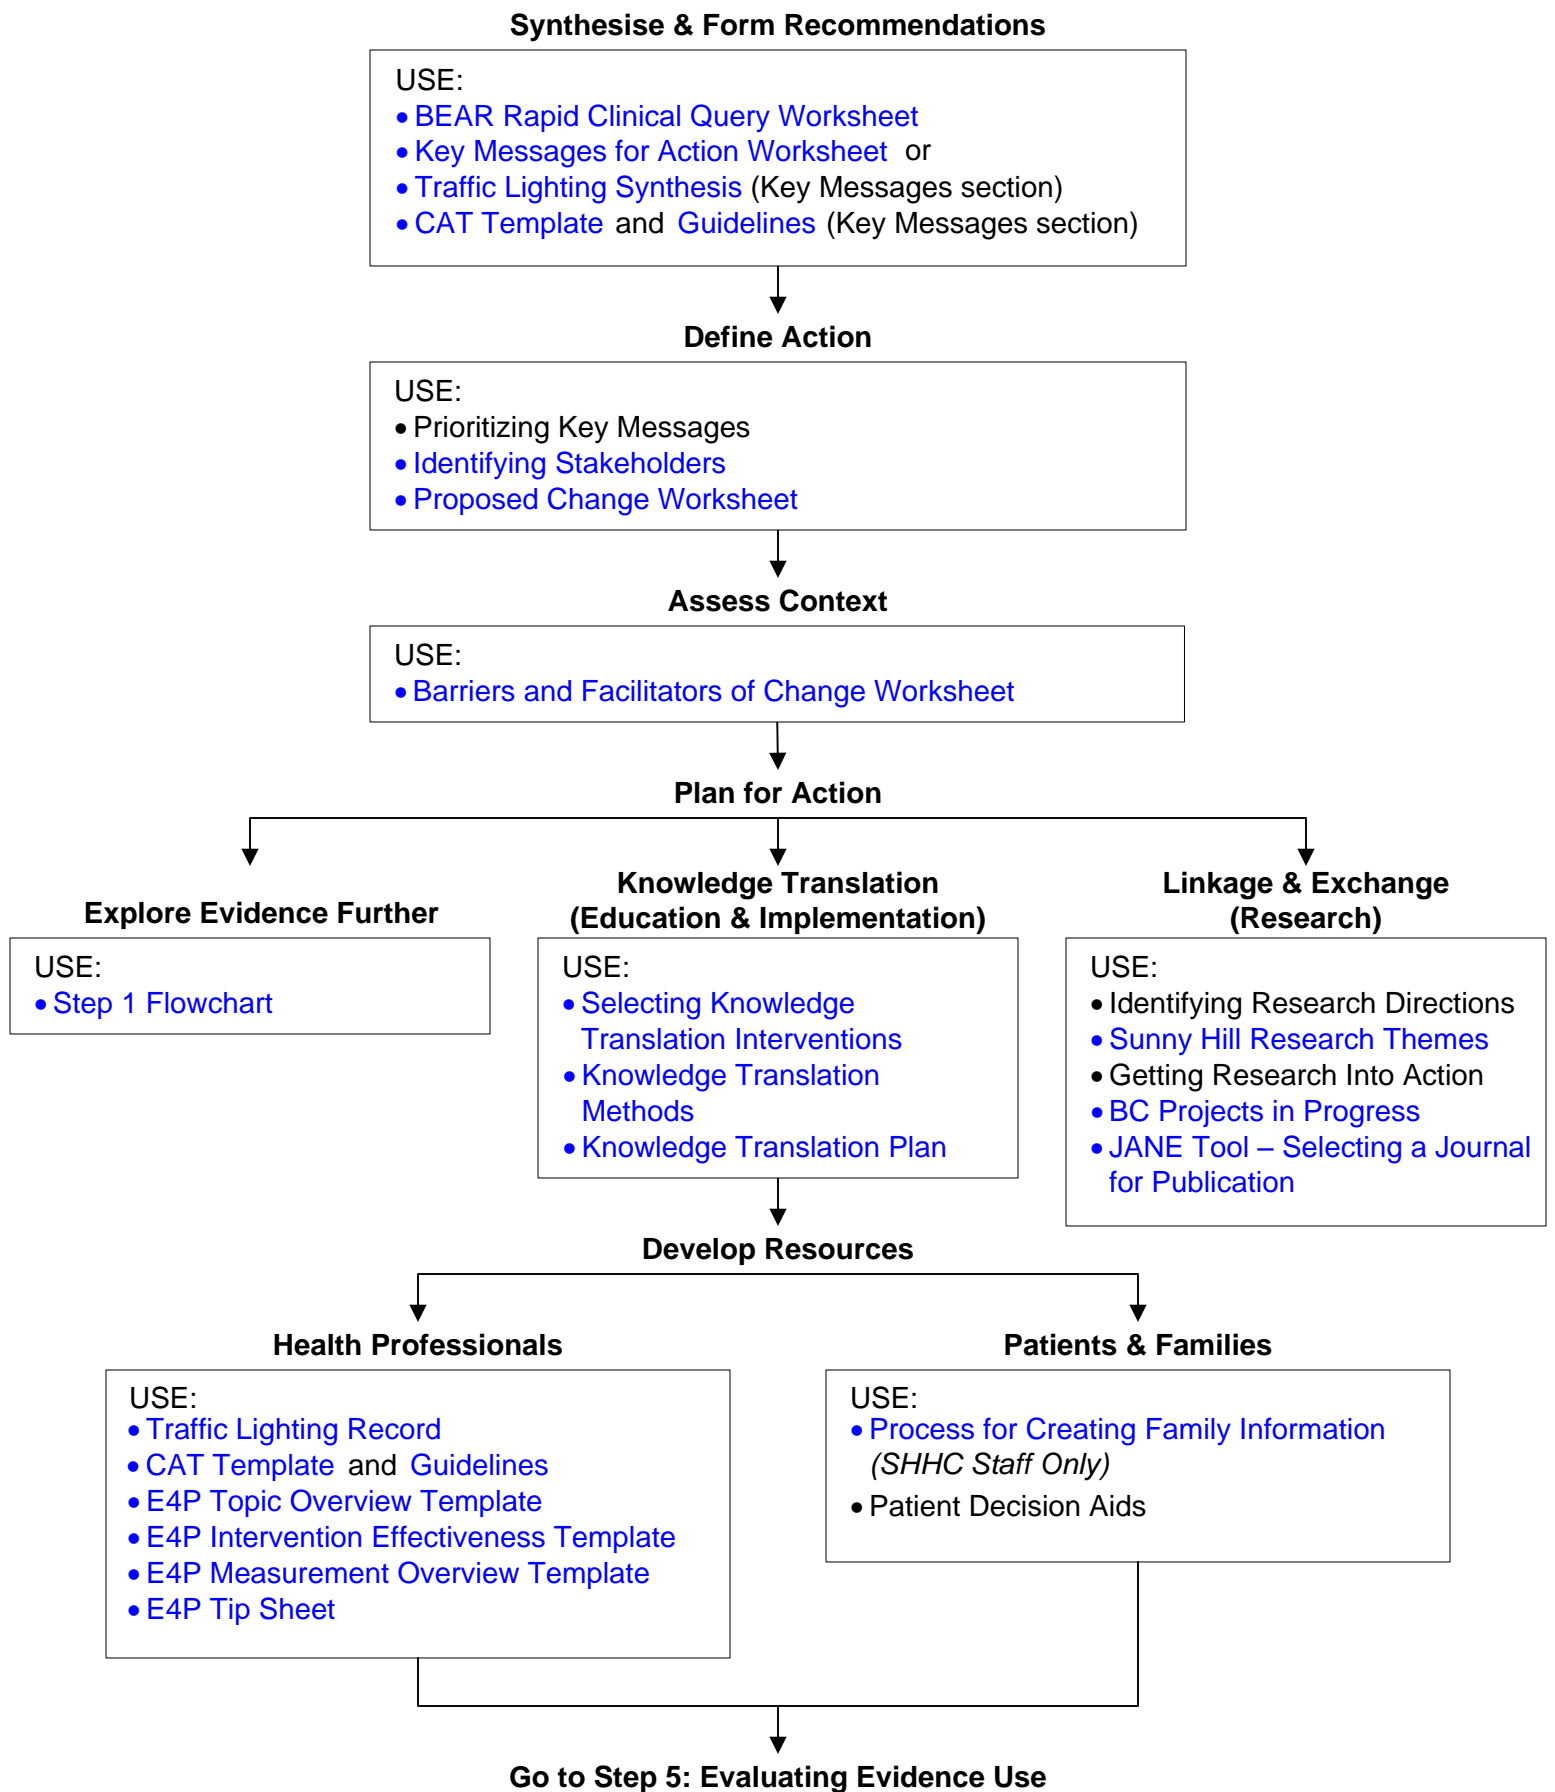 Synthesise & Form Recommendations
USE:
• BEAR Rapid Clinical Query Worksheet
• Key Messages for Action Worksheet or
• Traffic Lighting Synthesis (Key Messages section)
• CAT Template and Guidelines (Key Messages section)
Define Action
USE:
• Prioritizing Key Messages
• Identifying Stakeholders
• Proposed Change Worksheet
Assess Context
USE:
• Barriers and Facilitators of Change Worksheet
Plan for Action
Explore Evidence Further
USE:
• Step 1 Flowchart
Knowledge Translation
(Education & Implementation)
USE:
• Selecting Knowledge
Translation Interventions
• Knowledge Translation
Methods
• Knowledge Translation Plan
Linkage & Exchange
(Research)
USE:
• Identifying Research Directions
• Sunny Hill Research Themes
• Getting Research Into Action
• BC Projects in Progress
• JANE Tool – Selecting a Journal
for Publication
Develop Resources
Health Professionals
USE:
• Traffic Lighting Record
• CAT Template and Guidelines
• E4P Topic Overview Template
• E4P Intervention Effectiveness Template
• E4P Measurement Overview Template
• E4P Tip Sheet
Patients & Families
USE:
• Process for Creating Family Information
(SHHC Staff Only)
• Patient Decision Aids
Go to Step 5: Evaluating Evidence Use